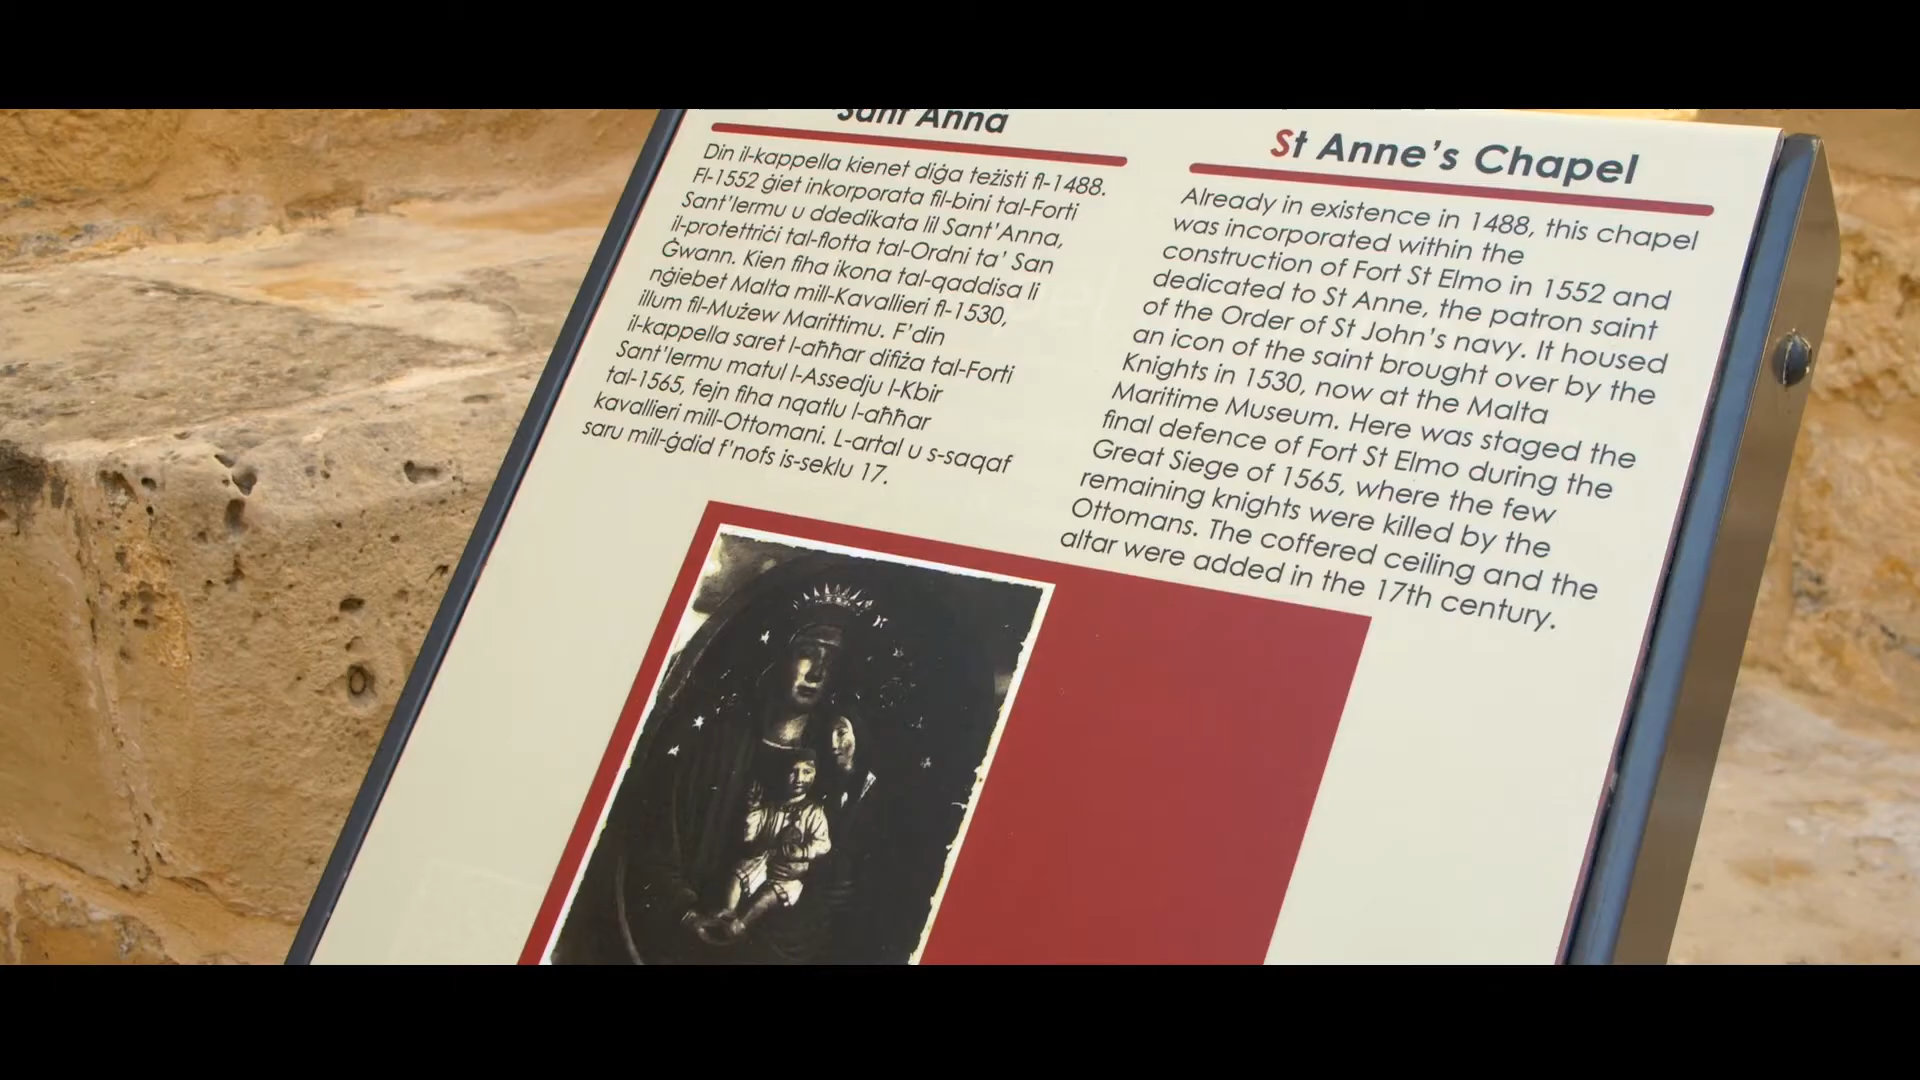 Sant'Anna
Din il-kappella kienet diġa teżisti fl-1488.
Fl-1552 ġiet inkorporata fil-bini tal-Forti
Sant'Iermu u ddedikata lil Sant'Anna,
il-protettriċi tal-flotta tal-Ordni ta' San
Ġwann. Kien fiha ikona tal-qaddisa li
nġiebet Malta mill-Kavallieri fl-1530,
illum fil-Mużew Marittimu. F'din
il-kappella saret l-aħħar difiża tal-Forti
Sant'Iermu matul l-Assedju l-Kbir
tal-1565, fejn fiha nqatlu l-aħħar
kavallieri mill-Ottomani. L-artal u s-saqaf
saru mill-ġdid f'nofs is-seklu 17.
St Anne's Chapel
Already in existence in 1488, this chapel
was incorporated within the
construction of Fort St Elmo in 1552 and
dedicated to St Anne, the patron saint
of the Order of St John's navy. It housed
an icon of the saint brought over by the
Knights in 1530, now at the Malta
Maritime Museum. Here was staged the
final defence of Fort St Elmo during the
Great Siege of 1565, where the few
remaining knights were killed by the
Ottomans. The coffered ceiling and the
altar were added in the 17th century.